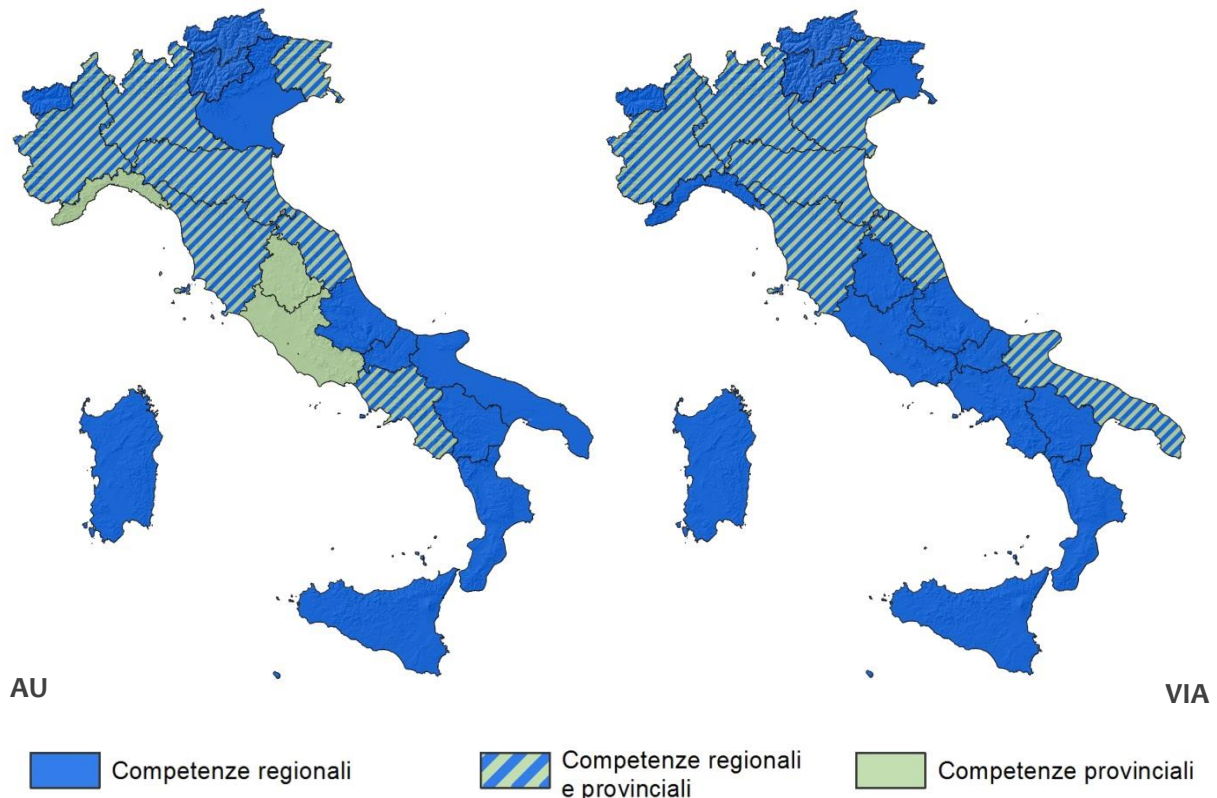 AU
VIA
Competenze regionali
Competenze regionali
e provinciali
Competenze provinciali